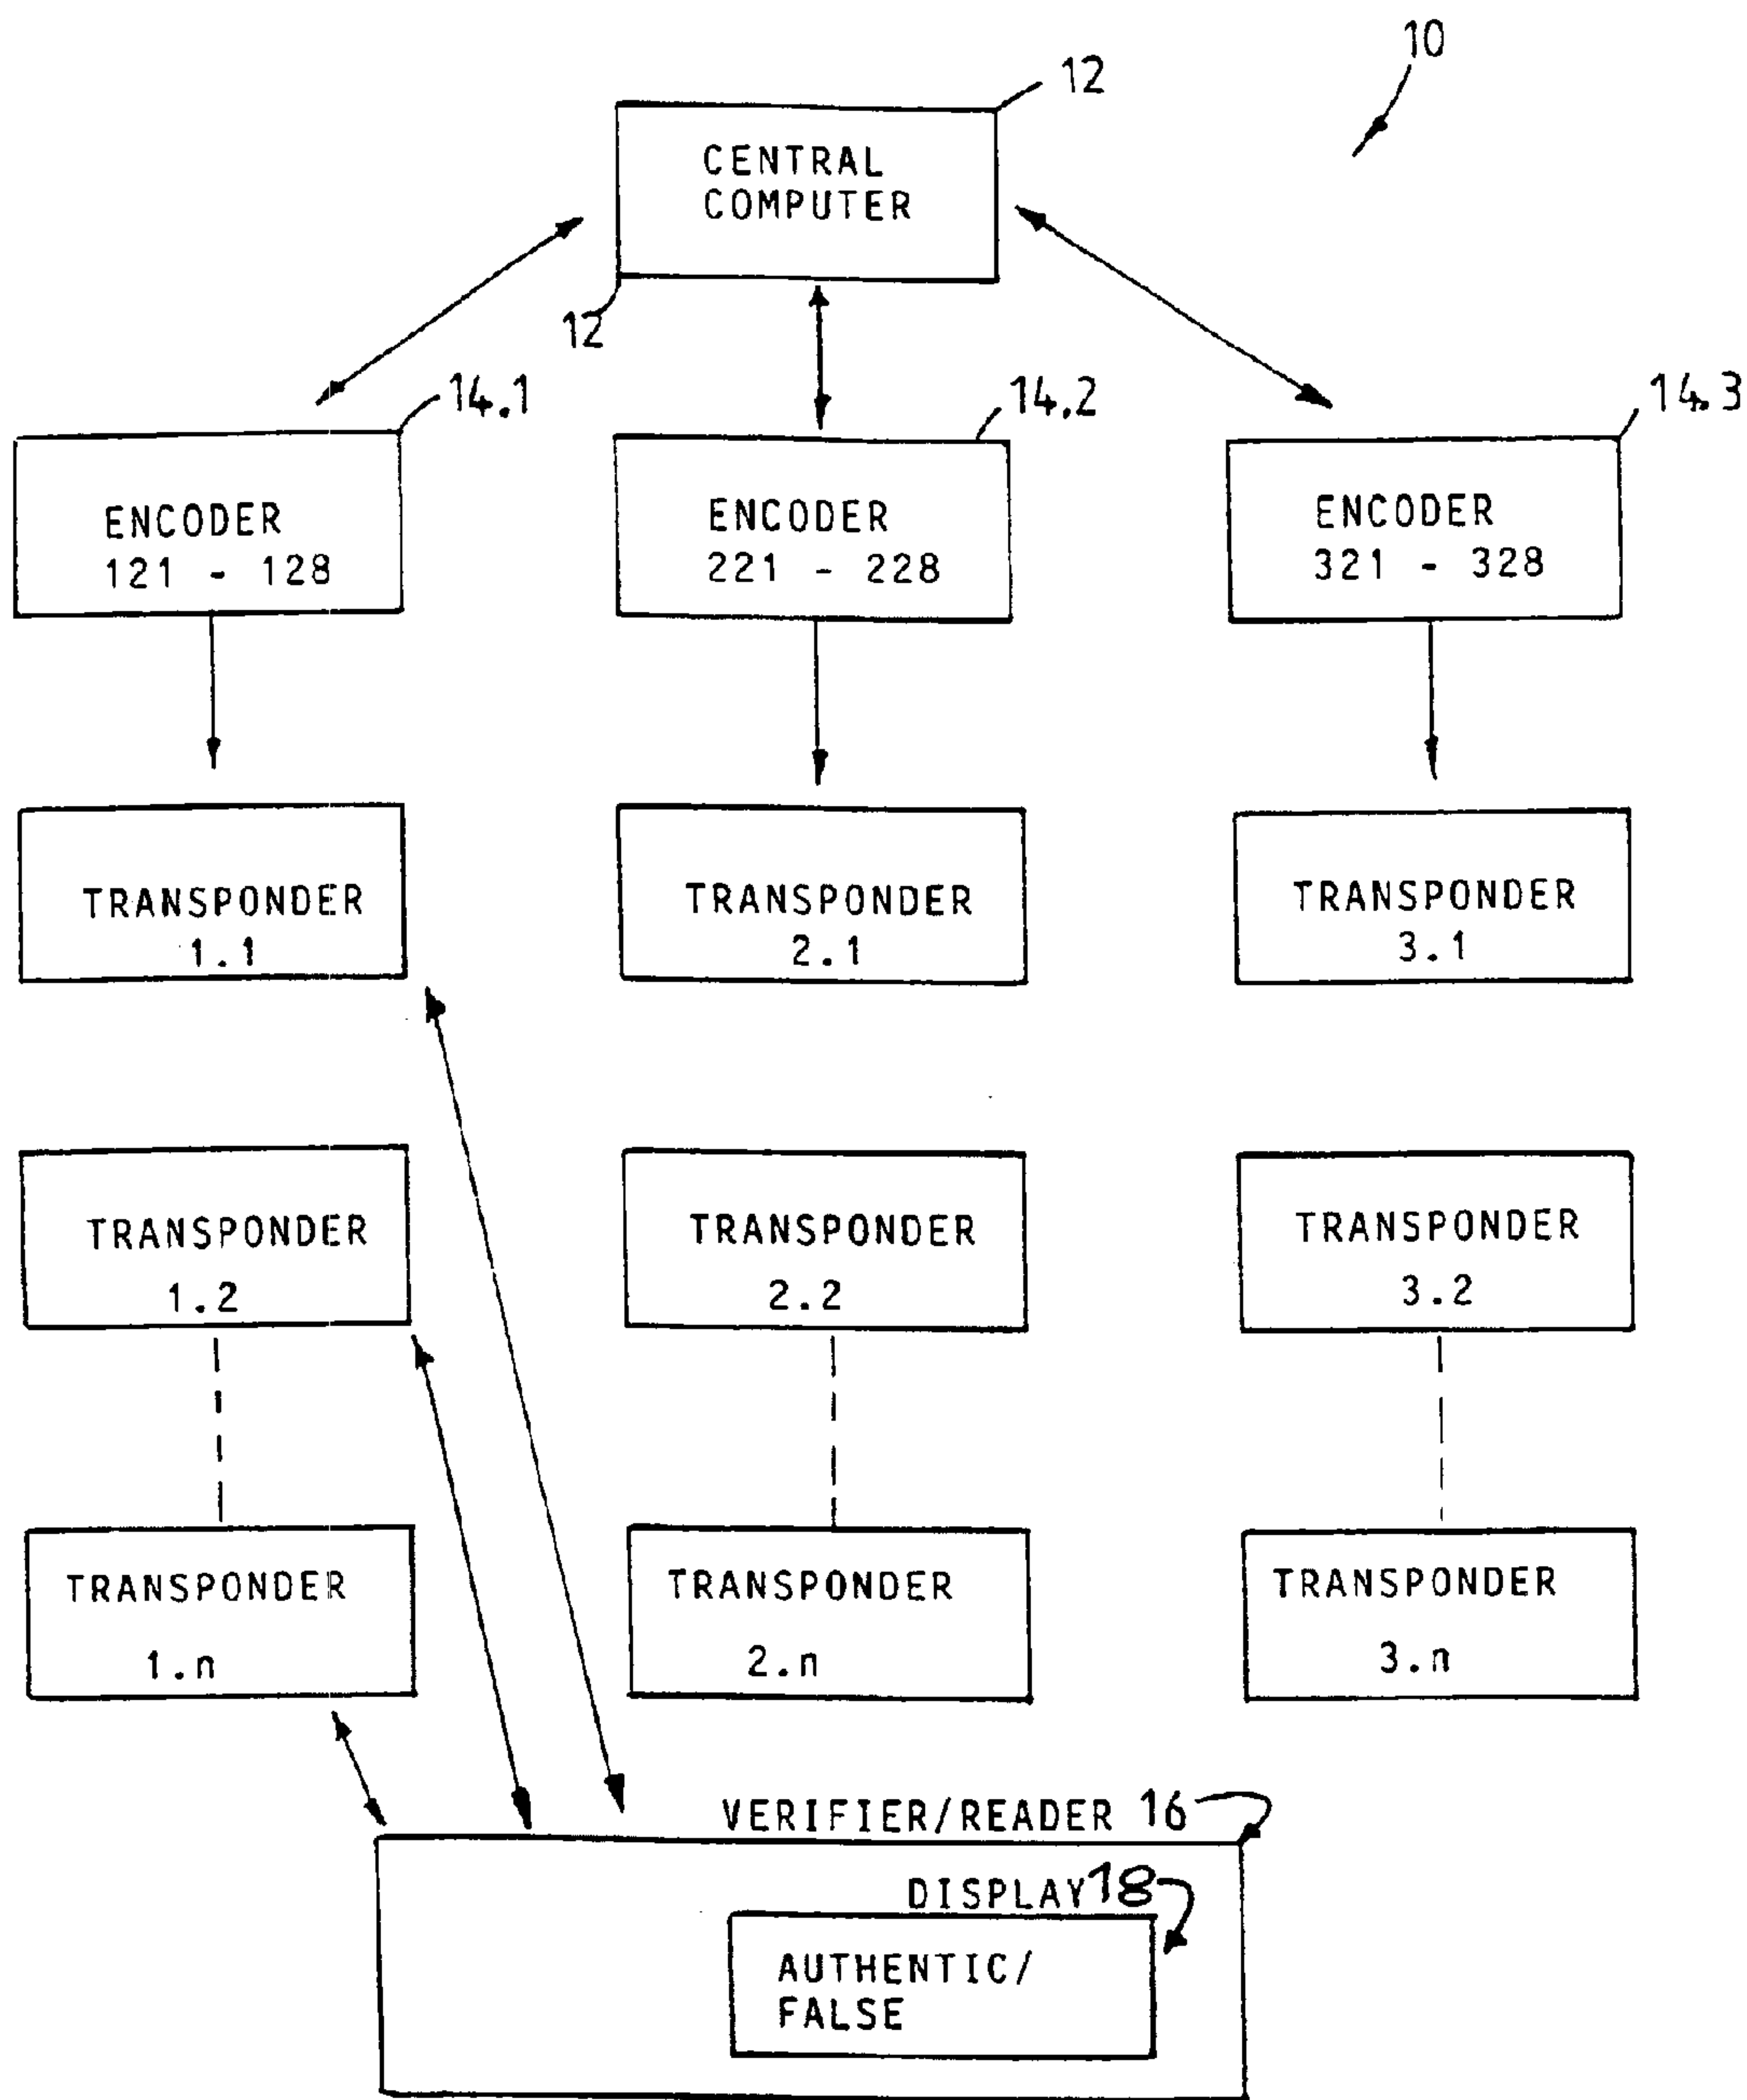 10
12
CENTRAL
COMPUTER
12
14.1
14.2
14.3
ENCODER
121 - 128
ENCODER
221 - 228
ENCODER
321 - 328
TRANSPONDER
1.1
TRANSPONDER
2.1
TRANSPONDER
3.1
TRANSPONDER
1.2
TRANSPONDER
2.2
TRANSPONDER
3.2
TRANSPONDER
1.n
TRANSPONDER
2.n
TRANSPONDER
3.n
VERIFIER/READER 16
DISPLAY 18
AUTHENTIC/
FALSE